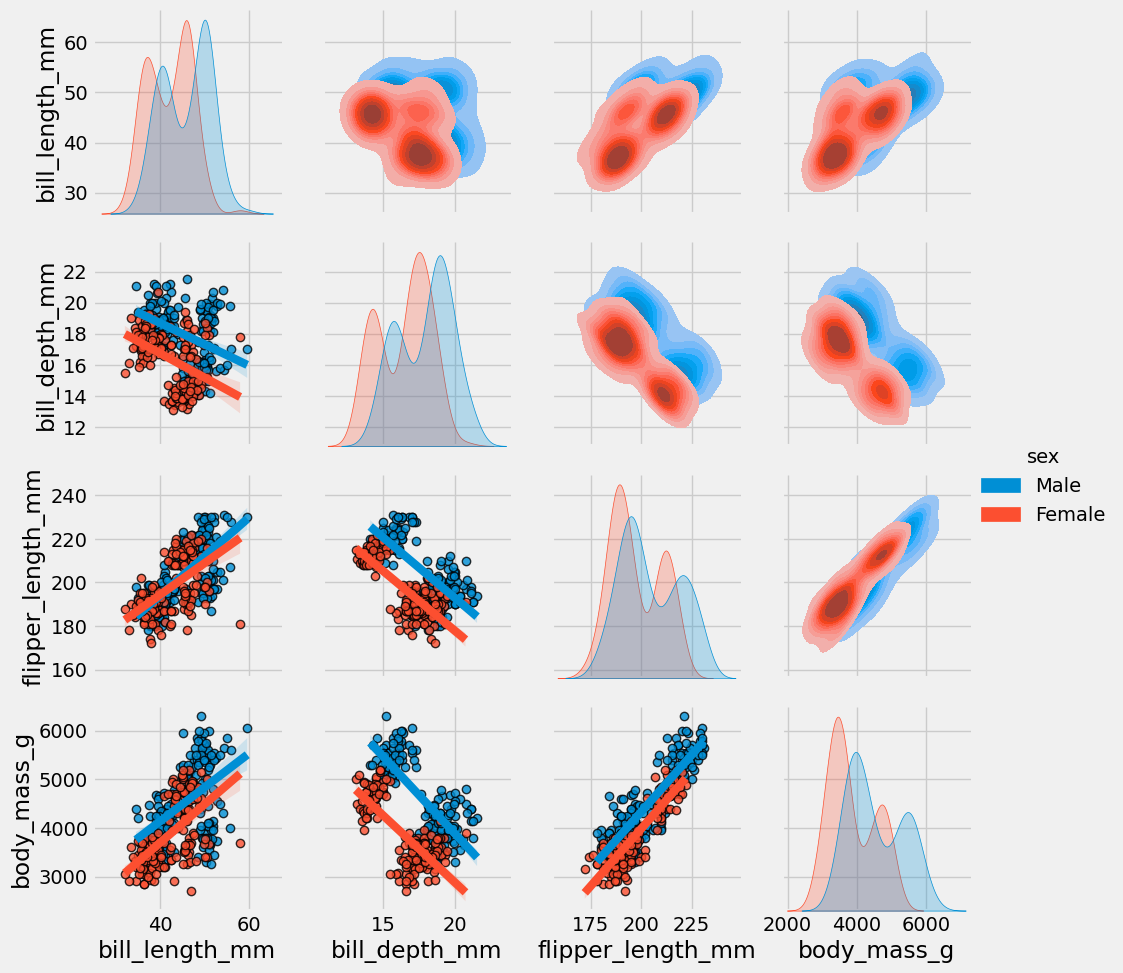 bill_length_mm
60
50
40
30
bill_depth_mm
22
20
18
16
14
12
flipper_length_mm
240
220
200
180
160
sex
Male
Female
body_mass_g
6000
5000
4000
3000
40 60
15 20
175 200 225
2000 4000 6000
bill_length_mm
bill_depth_mm
flipper_length_mm
body_mass_g